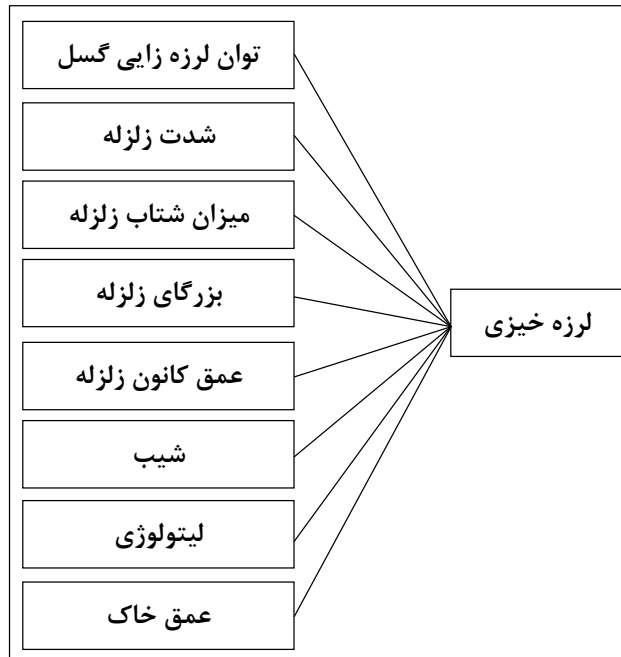 توان لرزه زایی گسل
شدت زلزله
میزان شتاب زلزله
بزرگای زلزله
لرزه خیزی
عمق کانون زلزله
شیب
لیتولوژی
عمق خاک